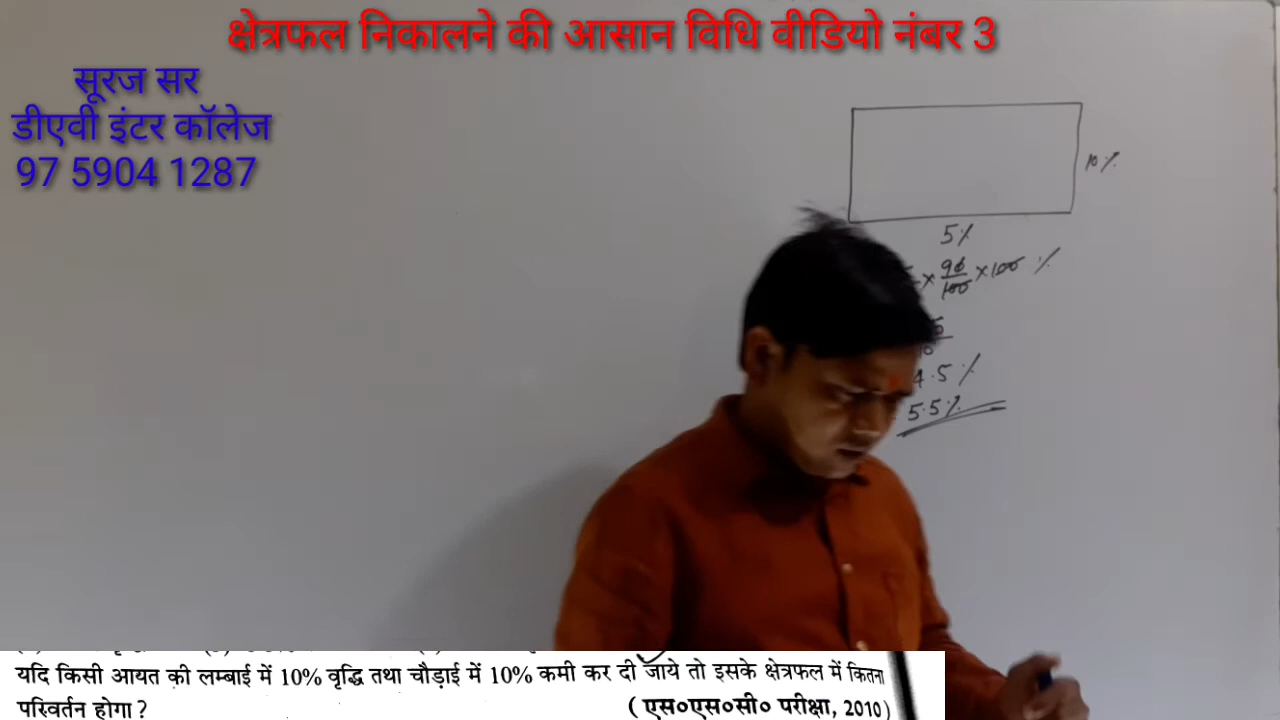 क्षेत्रफल निकालने की आसान विधि वीडियो नंबर 3
सूरज सर
डीएवी इंटर कॉलेज
97 5904 1287
10%
5%
× 90/100 × 100 %
4.5%
5.5%
यदि किसी आयत की लम्बाई में 10% वृद्धि तथा चौड़ाई में 10% कमी कर दी जाये तो इसके क्षेत्रफल में कितना
परिवर्तन होगा ?
( एस०एस०सी० परीक्षा, 2010)